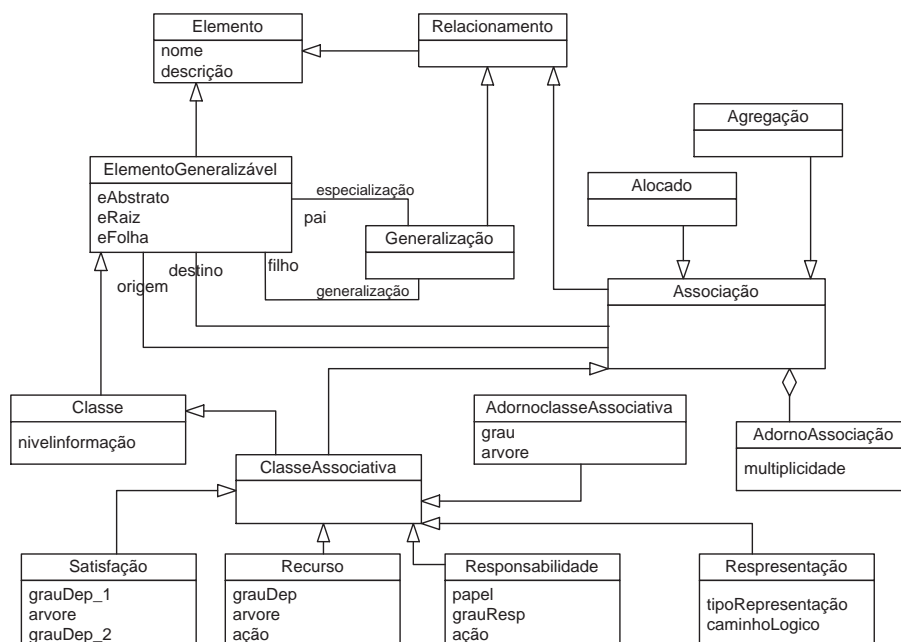 Elemento
nome
descrição
Relacionamento
Agregação
ElementoGeneralizável
eAbstrato
eRaiz
eFolha
especialização
pai
Alocado
Generalização
destino
filho
origem
generalização
Associação
Classe
nivelinformação
AdornoclasseAssociativa
grau
arvore
AdornoAssociação
multiplicidade
ClasseAssociativa
Satisfação
grauDep_1
arvore
grauDep_2
Recurso
grauDep
arvore
ação
Responsabilidade
papel
grauResp
ação
Respresentação
tipoRepresentação
caminhoLogico